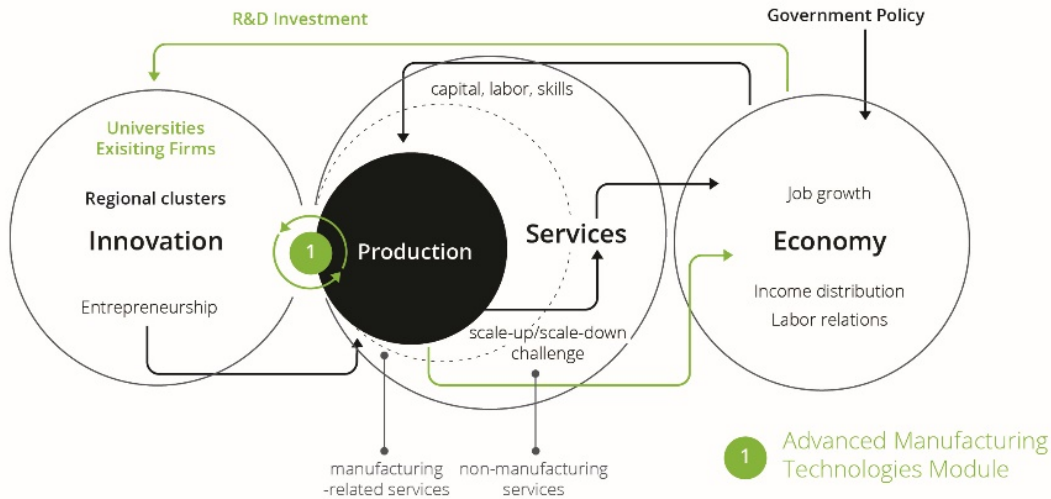 R&D Investment
Government Policy
capital, labor, skills
Universities
Exisiting Firms
Regional clusters
Innovation
Entrepreneurship
1
Production
Services
scale-up/scale-down
challenge
Job growth
Economy
Income distribution
Labor relations
manufacturing
-related services
non-manufacturing
services
1
Advanced Manufacturing
Technologies Module